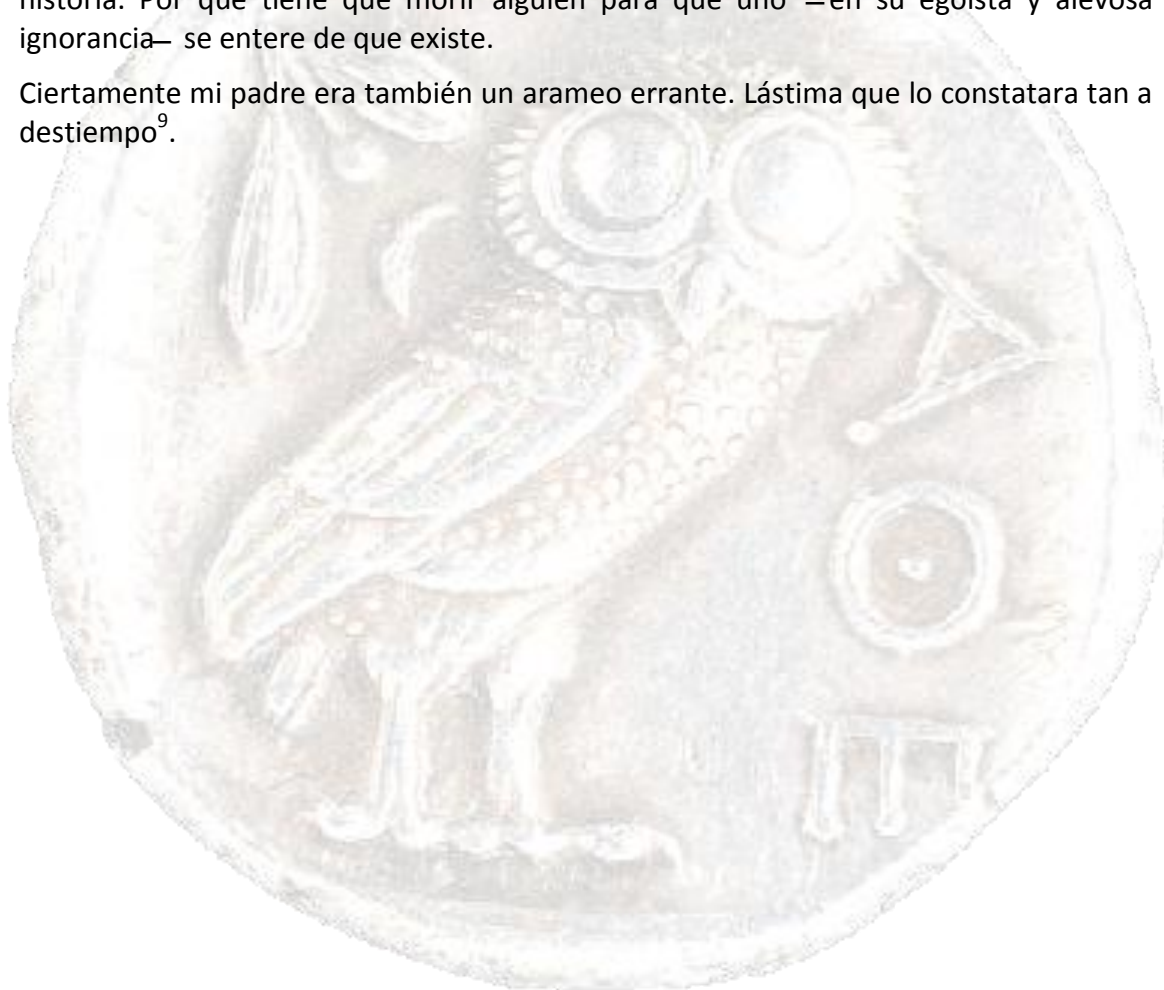 historia. Por qué tiene que morir alguien para que uno —en su egoísta y alevosa
ignorancia— se entere de que existe.
Ciertamente mi padre era también un arameo errante. Lástima que lo constatara tan a
destiempo⁹.
ΑΘΕ